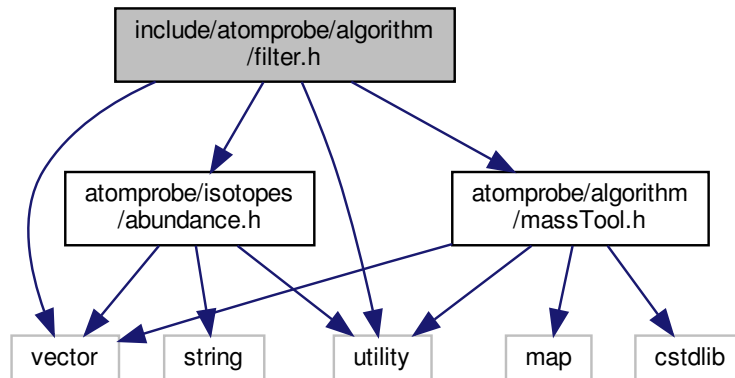 include/atomprobe/algorithm
/filter.h
atomprobe/isotopes
/abundance.h
atomprobe/algorithm
/massTool.h
vector
string
utility
map
cstdlib